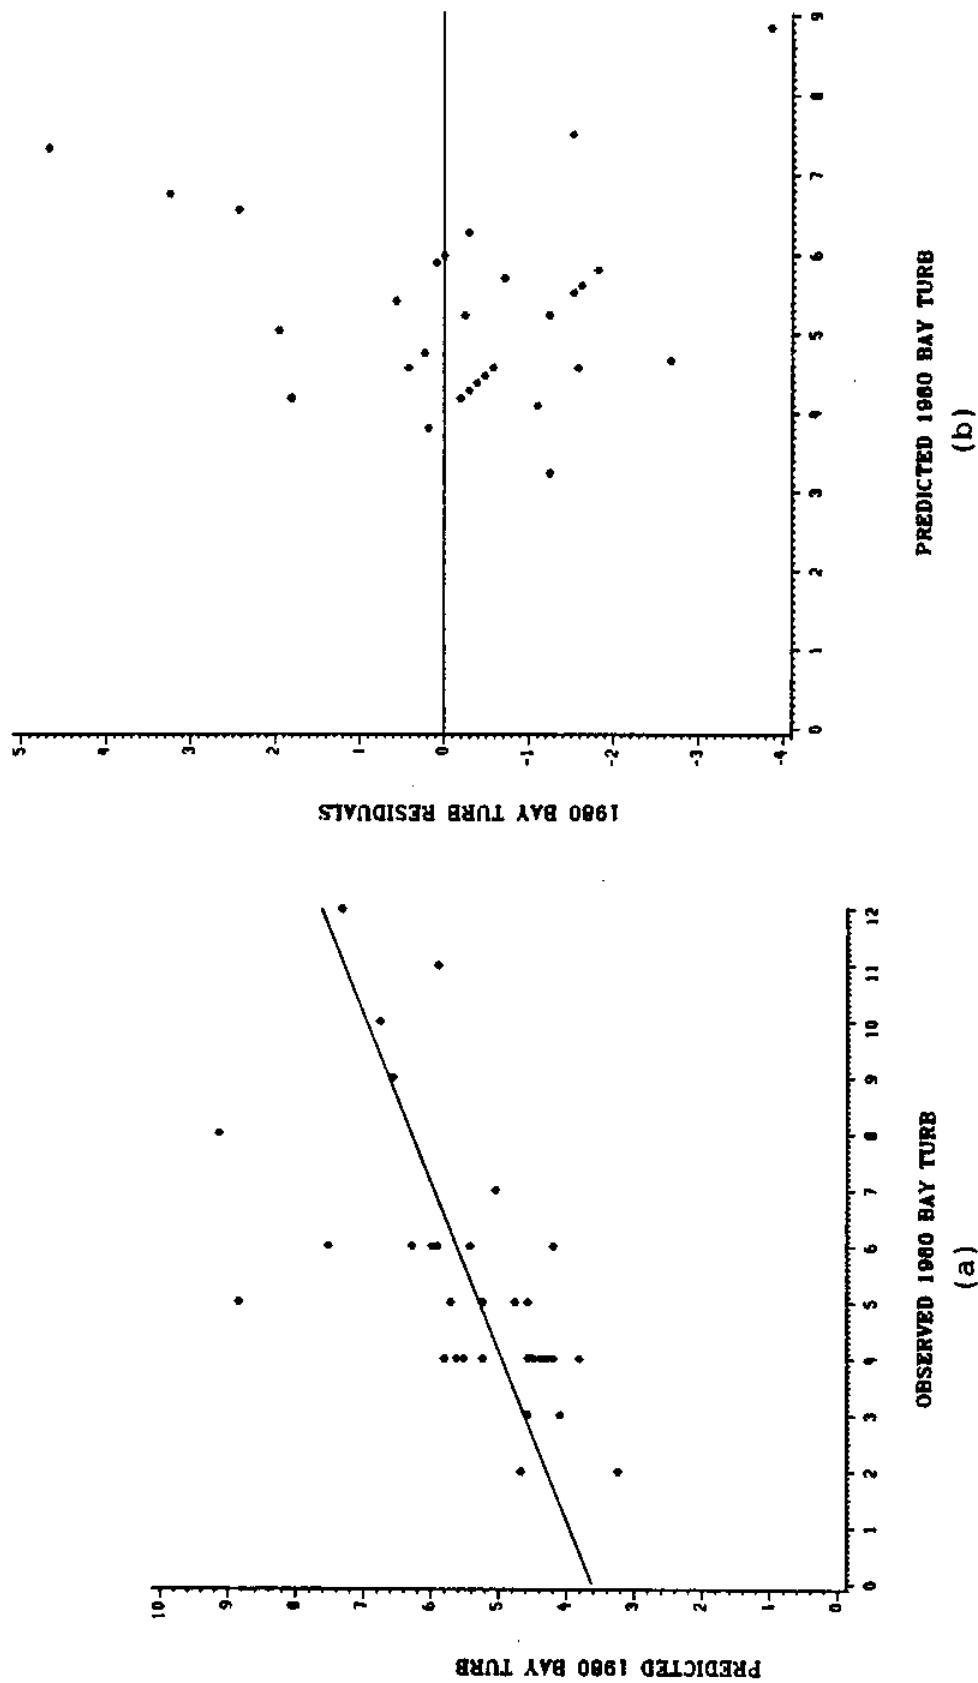 PREDICTED 1980 BAY TURB
10
9
8
7
6
5
4
3
2
1
0
0 1 2 3 4 5 6 7 8 9 10 11 12
OBSERVED 1980 BAY TURB
(a)
1980 BAY TURB RESIDUALS
5
4
3
2
1
0
-1
-2
-3
-4
0 1 2 3 4 5 6 7 8 9
PREDICTED 1980 BAY TURB
(b)